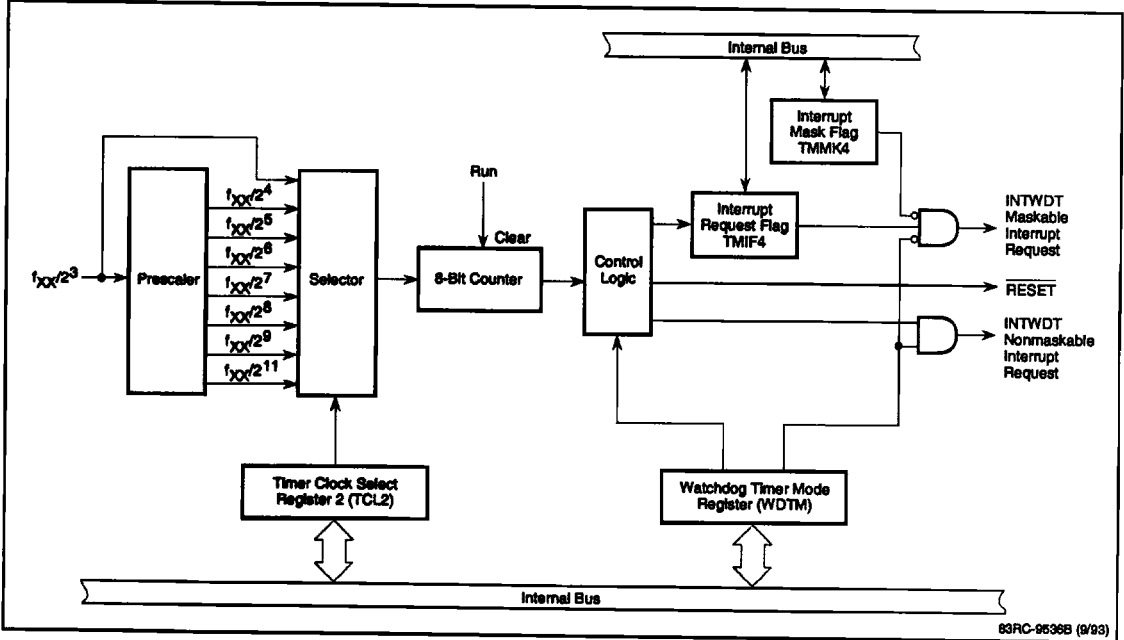 Internal Bus
Interrupt
Mask Flag
TMMK4
Run
Clear
fXX/2^3
Prescaler
fXX/2^4
fXX/2^5
fXX/2^6
fXX/2^7
fXX/2^8
fXX/2^9
fXX/2^11
Selector
8-Bit Counter
Control
Logic
Interrupt
Request Flag
TMIF4
INTWDT
Maskable
Interrupt
Request
RESET
INTWDT
Nonmaskable
Interrupt
Request
Timer Clock Select
Register 2 (TCL2)
Watchdog Timer Mode
Register (WDTM)
Internal Bus
83RC-9536B (9/93)